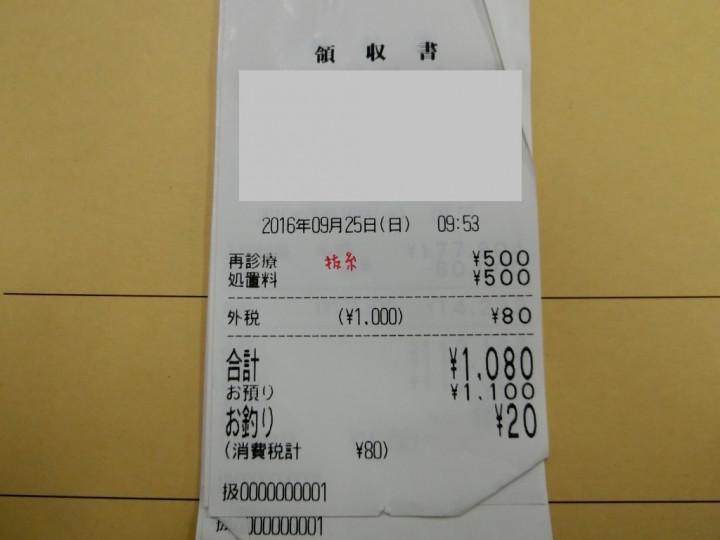 領 収 書
2016年09月25日(日) 09:53
再診療 抜糸 ¥500
処置料 ¥500
外税 (¥1,000) ¥80
合計 ¥1,080
お預り ¥1,100
お釣り ¥20
(消費税計 ¥80)
扱0000000001
扱 000000001